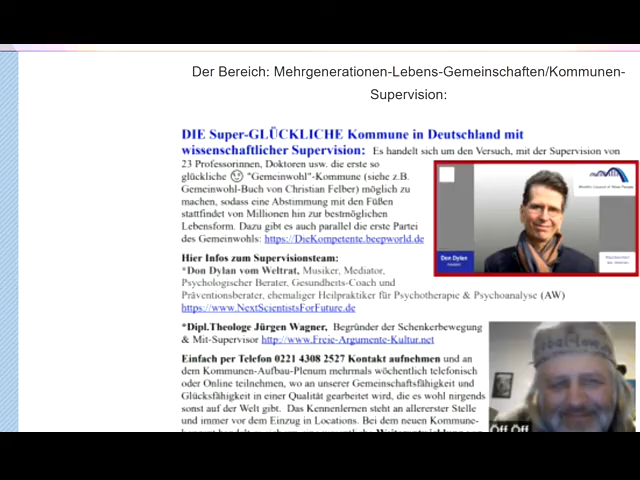 Der Bereich: Mehrgenerationen-Lebens-Gemeinschaften/Kommunen-
Supervision:
DIE Super-GLÜCKLICHE Kommune in Deutschland mit
wissenschaftlicher Supervision: Es handelt sich um den Versuch, mit der Supervision von
23 Professorinnen, Doktoren usw. die erste so
glückliche "Gemeinwohl"-Kommune (siehe z.B.
Gemeinwohl-Buch von Christian Felber) möglich zu
machen, sodass eine Abstimmung mit den Füßen
stattfindet von Millionen hin zur bestmöglichen
Lebensform. Dazu gibt es auch parallel die erste Partei
des Gemeinwohls: https://DieKompetente.beepworld.de
Don Dylan
Hier Infos zum Supervisionsteam:
*Don Dylan vom Weltrat, Musiker, Mediator,
Psychologischer Berater, Gesundheits-Coach und
Präventionsberater, ehemaliger Heilpraktiker für Psychotherapie & Psychoanalyse (AW)
https://www.NextScientistsForFuture.de
*Dipl.Theologe Jürgen Wagner, Begründer der Schenkerbewegung
& Mit-Supervisor http://www.Freie-Argumente-Kultur.net
Einfach per Telefon 0221 4308 2527 Kontakt aufnehmen und an
dem Kommunen-Aufbau-Plenum mehrmals wöchentlich telefonisch
oder Online teilnehmen, wo an unserer Gemeinschaftsfähigkeit und
Glücksfähigkeit in einer Qualität gearbeitet wird, die es wohl nirgends
sonst auf der Welt gibt. Das Kennenlernen steht an allererster Stelle
und immer vor dem Einzug in Locations. Bei dem neuen Kommune-
Öff Öff